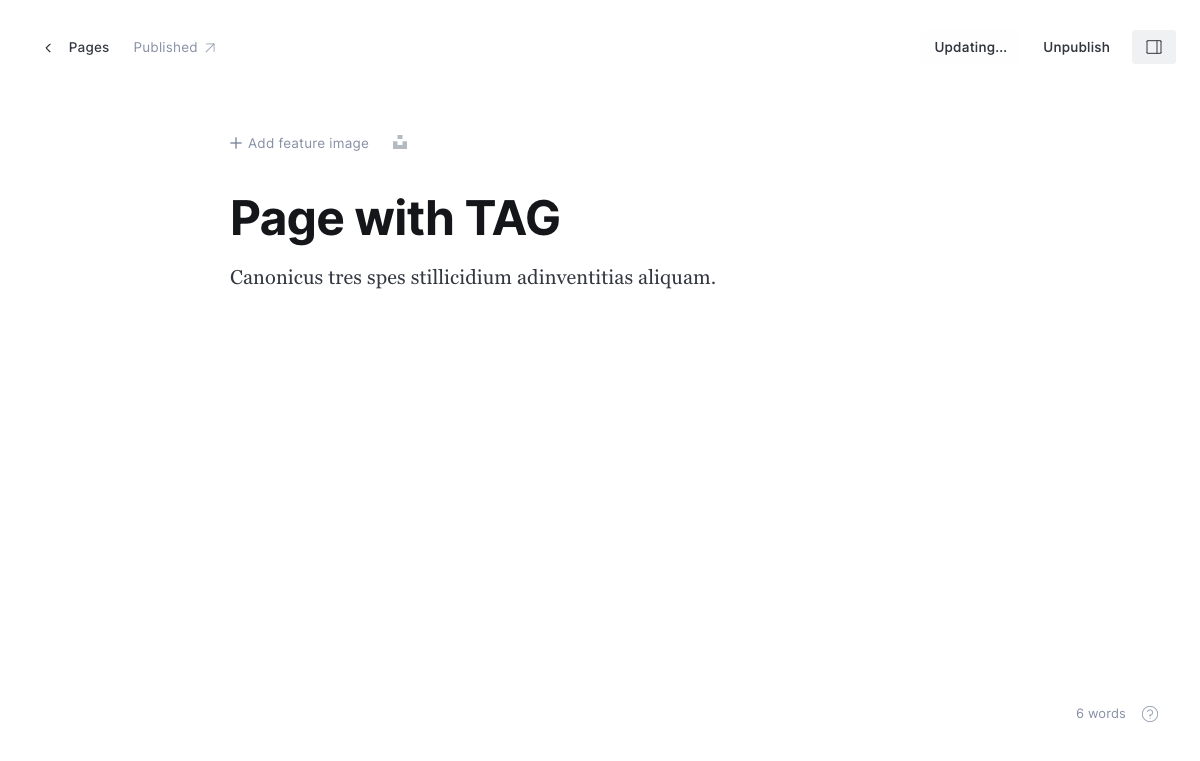 Pages Published Updating... Unpublish
Add feature image
Page with TAG
Canonicus tres spes stillicidium adinventitias aliquam.
6 words